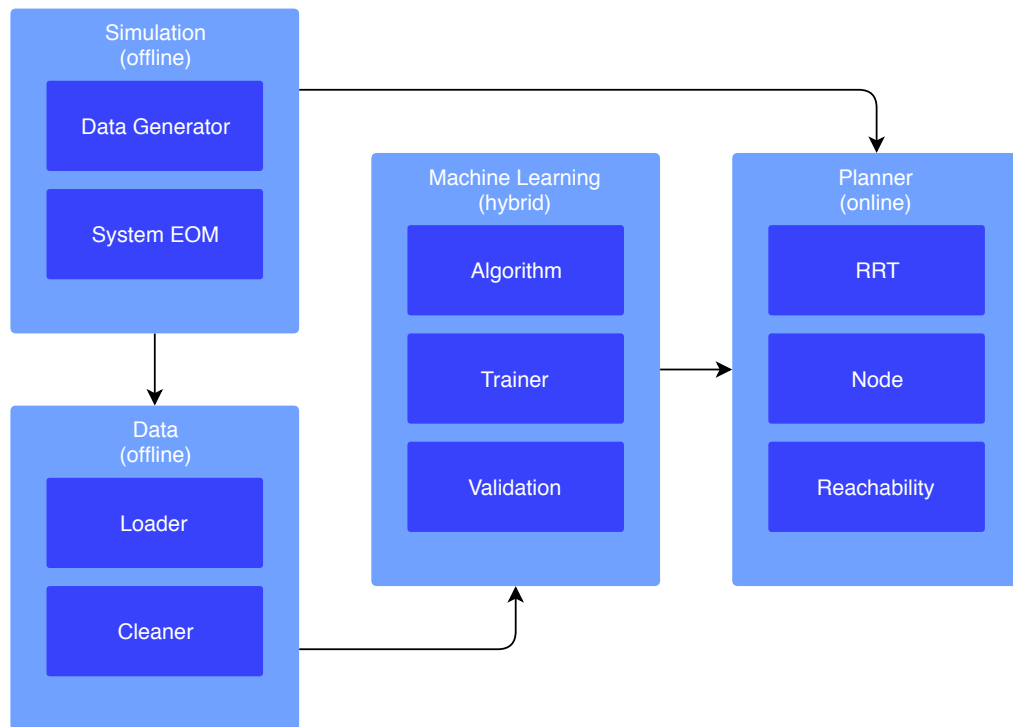 Simulation
(offline)
Data Generator
System EOM
Data
(offline)
Loader
Cleaner
Machine Learning
(hybrid)
Algorithm
Trainer
Validation
Planner
(online)
RRT
Node
Reachability